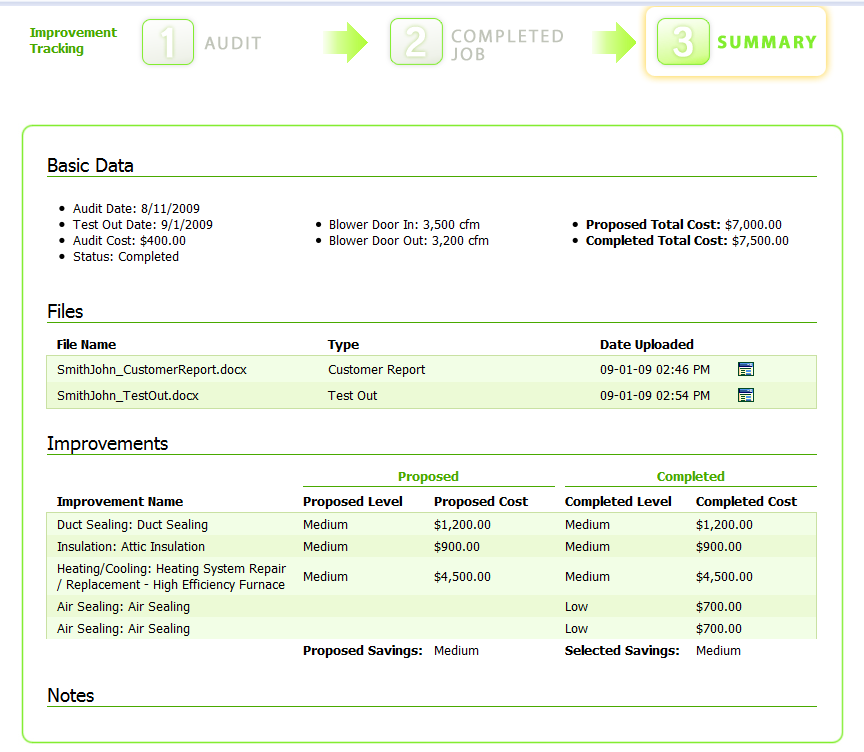 Improvement
Tracking
1 AUDIT
2 COMPLETED
JOB
3 SUMMARY
Basic Data
• Audit Date: 8/11/2009
• Test Out Date: 9/1/2009
• Audit Cost: $400.00
• Status: Completed
• Blower Door In: 3,500 cfm
• Blower Door Out: 3,200 cfm
• Proposed Total Cost: $7,000.00
• Completed Total Cost: $7,500.00
Files
File Name Type Date Uploaded
SmithJohn_CustomerReport.docx Customer Report 09-01-09 02:46 PM
SmithJohn_TestOut.docx Test Out 09-01-09 02:54 PM
Improvements
Proposed Completed
Improvement Name Proposed Level Proposed Cost Completed Level Completed Cost
Duct Sealing: Duct Sealing Medium $1,200.00 Medium $1,200.00
Insulation: Attic Insulation Medium $900.00 Medium $900.00
Heating/Cooling: Heating System Repair
/ Replacement - High Efficiency Furnace Medium $4,500.00 Medium $4,500.00
Air Sealing: Air Sealing Low $700.00
Air Sealing: Air Sealing Low $700.00
Proposed Savings: Medium Selected Savings: Medium
Notes